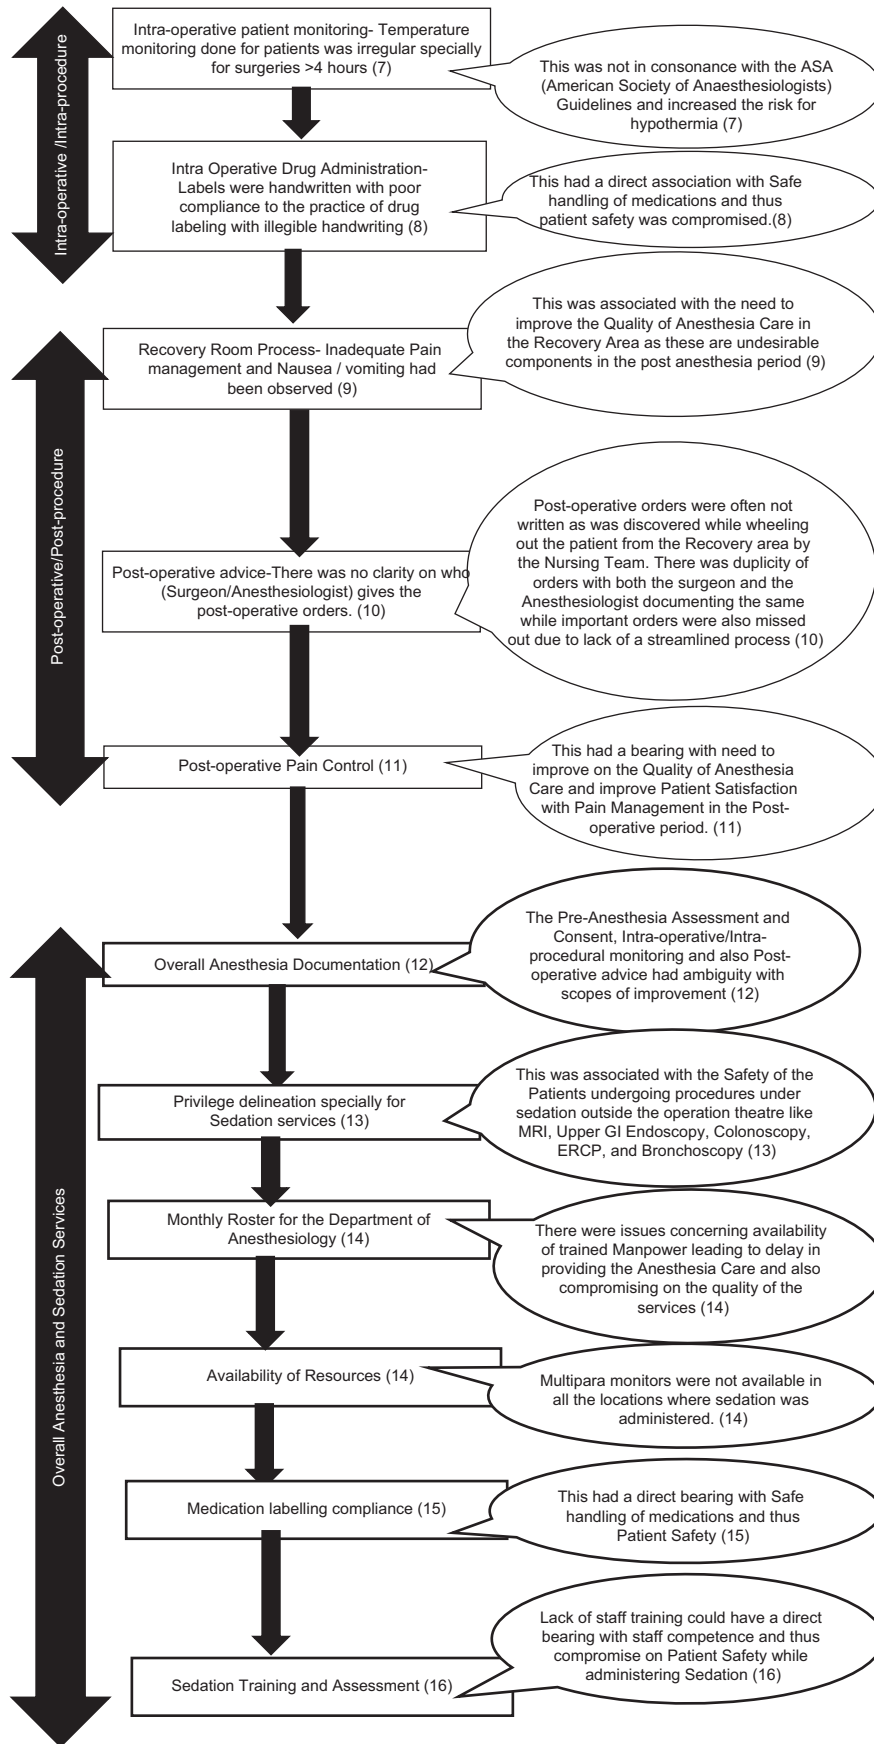 Intra-operative /Intra-procedure
Intra-operative patient monitoring- Temperature
monitoring done for patients was irregular specially
for surgeries >4 hours (7)
This was not in consonance with the ASA
(American Society of Anaesthesiologists)
Guidelines and increased the risk for
hypothermia (7)
Intra Operative Drug Administration-
Labels were handwritten with poor
compliance to the practice of drug
labeling with illegible handwriting (8)
This had a direct association with Safe
handling of medications and thus
patient safety was compromised.(8)
Post-operative/Post-procedure
Recovery Room Process- Inadequate Pain
management and Nausea / vomiting had
been observed (9)
This was associated with the need to
improve the Quality of Anesthesia Care in
the Recovery Area as these are undesirable
components in the post anesthesia period (9)
Post-operative advice-There was no clarity on who
(Surgeon/Anesthesiologist) gives the
post-operative orders. (10)
Post-operative orders were often not
written as was discovered while wheeling
out the patient from the Recovery area by
the Nursing Team. There was duplicity of
orders with both the surgeon and the
Anesthesiologist documenting the same
while important orders were also missed
out due to lack of a streamlined process (10)
Post-operative Pain Control (11)
This had a bearing with need to
improve on the Quality of Anesthesia
Care and improve Patient Satisfaction
with Pain Management in the Post-
operative period. (11)
Overall Anesthesia and Sedation Services
Overall Anesthesia Documentation (12)
The Pre-Anesthesia Assessment and
Consent, Intra-operative/Intra-
procedural monitoring and also Post-
operative advice had ambiguity with
scopes of improvement (12)
Privilege delineation specially for
Sedation services (13)
This was associated with the Safety of the
Patients undergoing procedures under
sedation outside the operation theatre like
MRI, Upper GI Endoscopy, Colonoscopy,
ERCP, and Bronchoscopy (13)
Monthly Roster for the Department of
Anesthesiology (14)
There were issues concerning availability
of trained Manpower leading to delay in
providing the Anesthesia Care and also
compromising on the quality of the
services (14)
Availability of Resources (14)
Multipara monitors were not available in
all the locations where sedation was
administered. (14)
Medication labelling compliance (15)
This had a direct bearing with Safe
handling of medications and thus
Patient Safety (15)
Sedation Training and Assessment (16)
Lack of staff training could have a direct
bearing with staff competence and thus
compromise on Patient Safety while
administering Sedation (16)